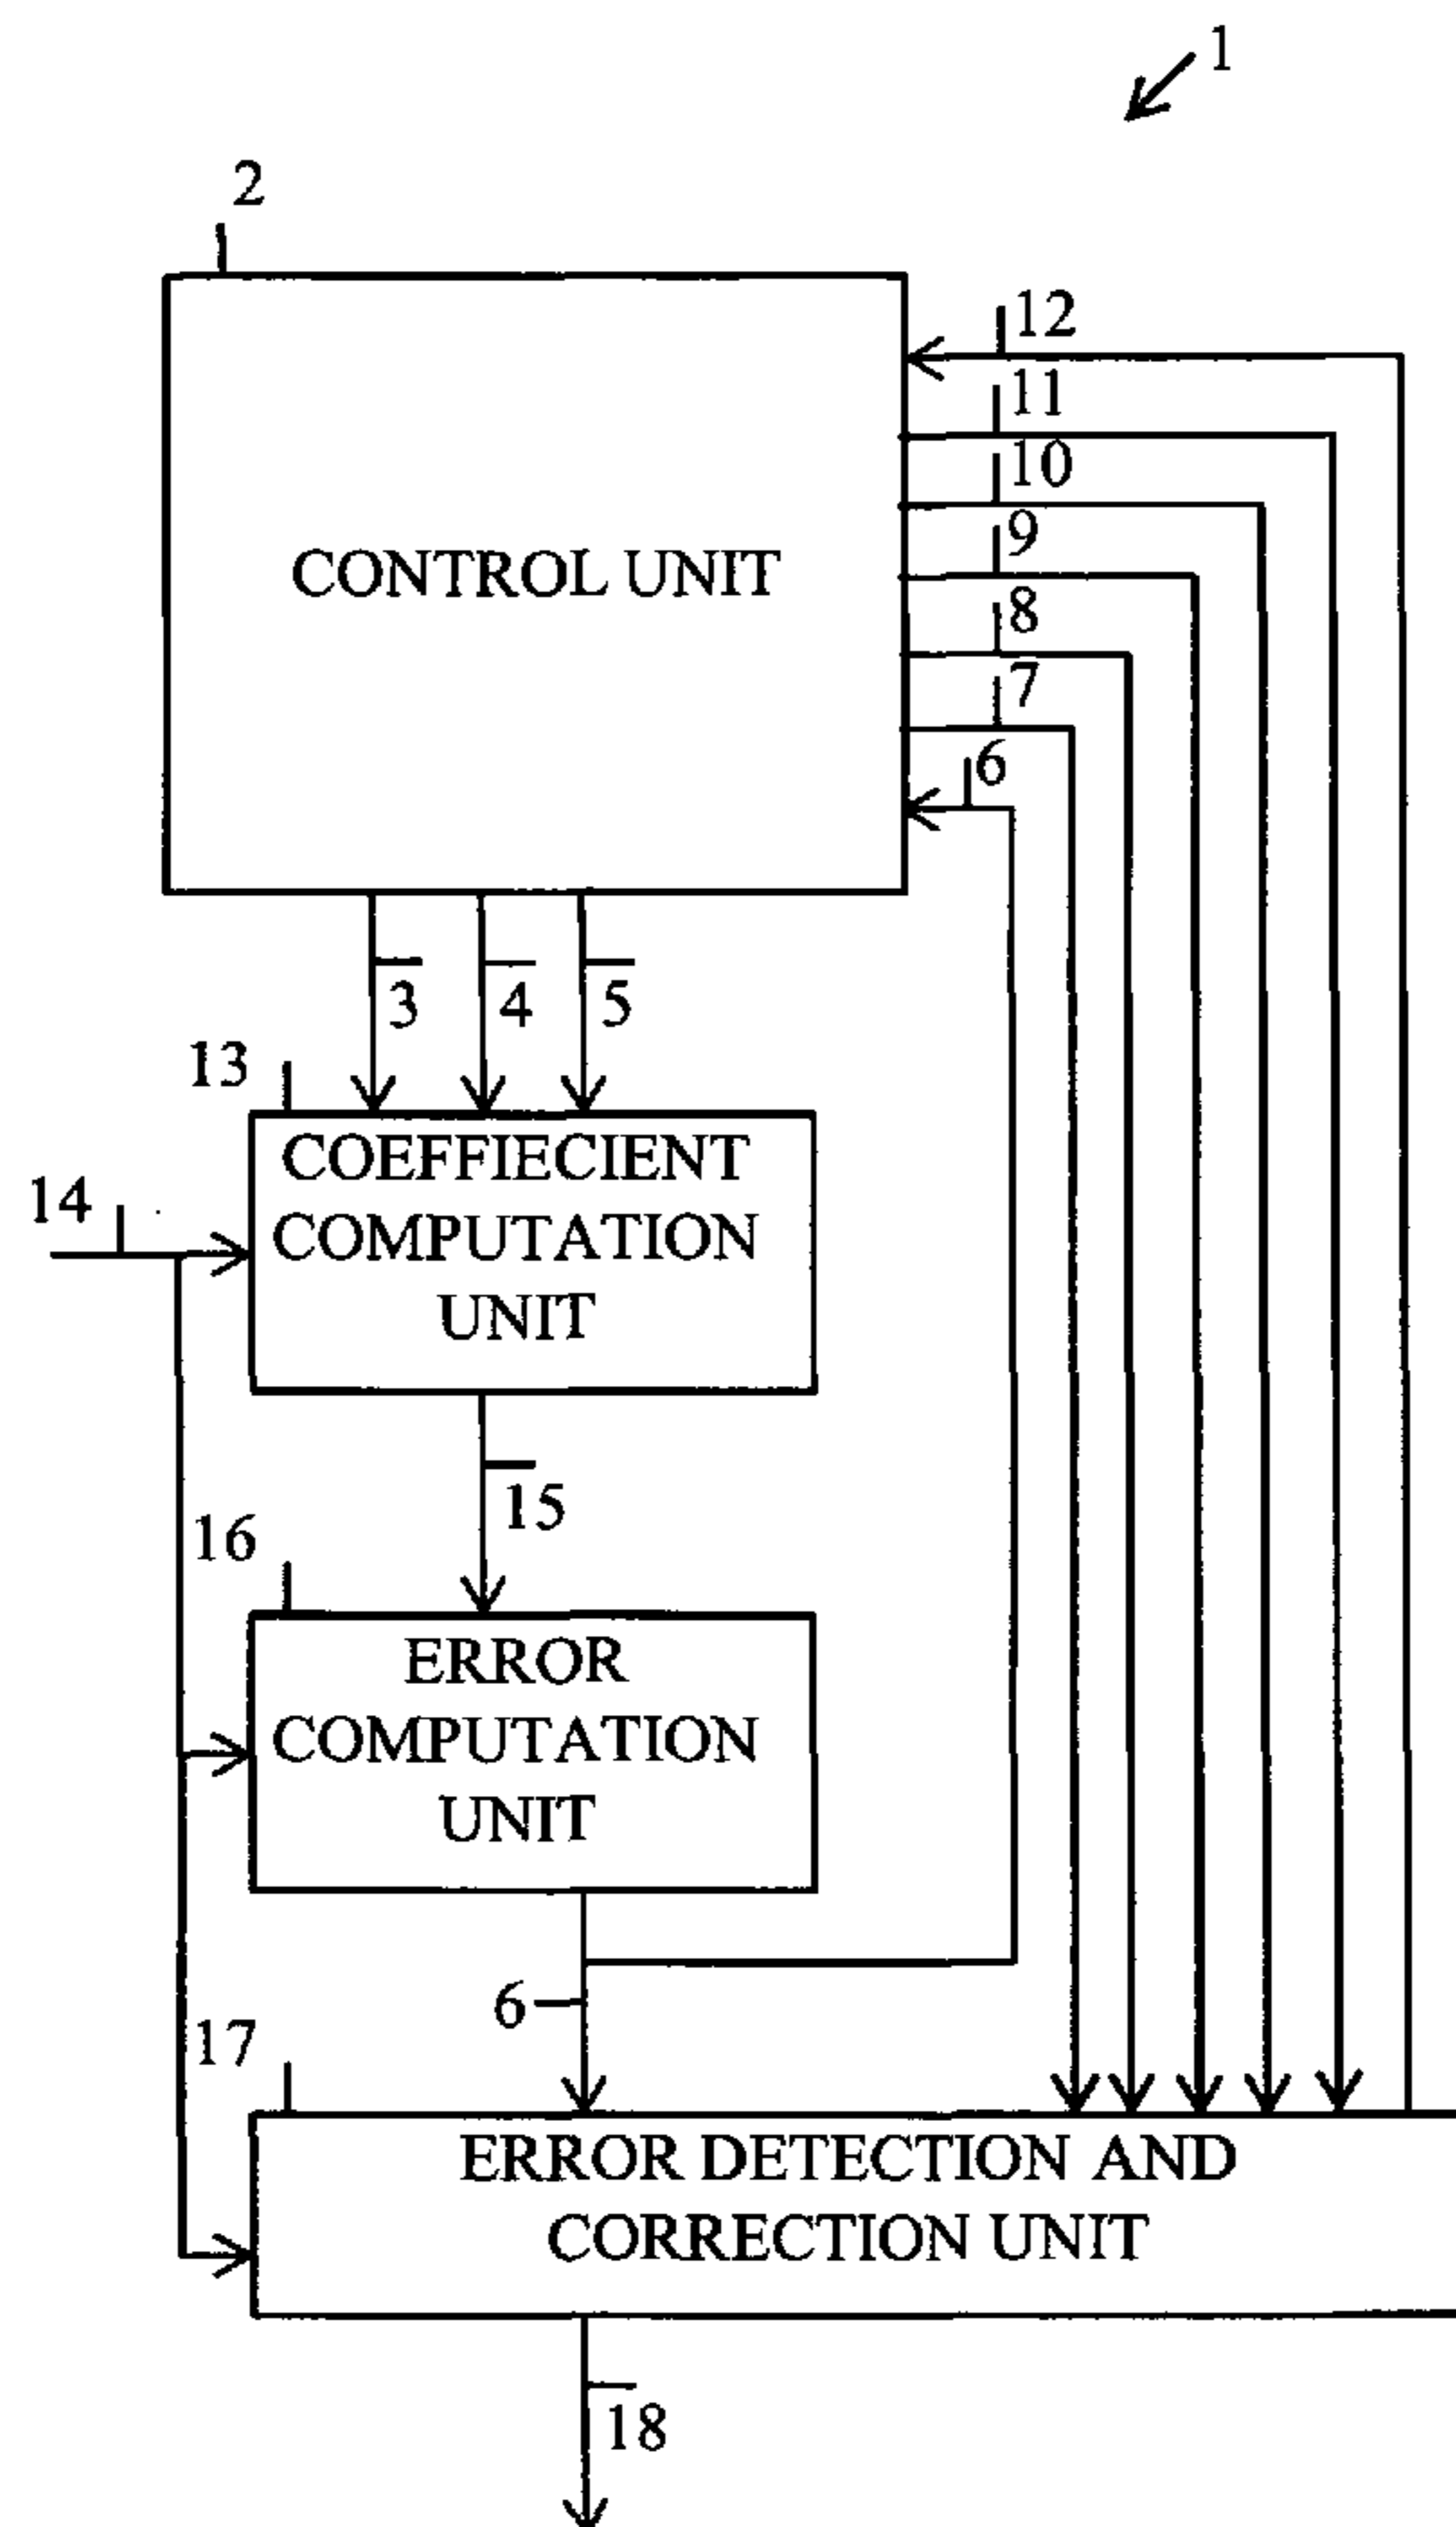 1
2
12
11
10
9
8
7
6
CONTROL UNIT
3
4
5
13
COEFFIECIENT
COMPUTATION
UNIT
14
15
16
ERROR
COMPUTATION
UNIT
6
17
ERROR DETECTION AND
CORRECTION UNIT
18